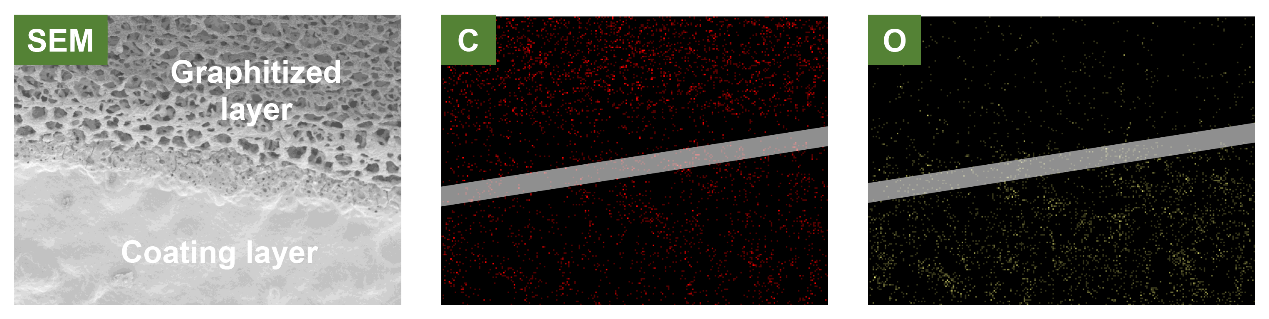 SEM
Graphitized
layer
Coating layer
C
O